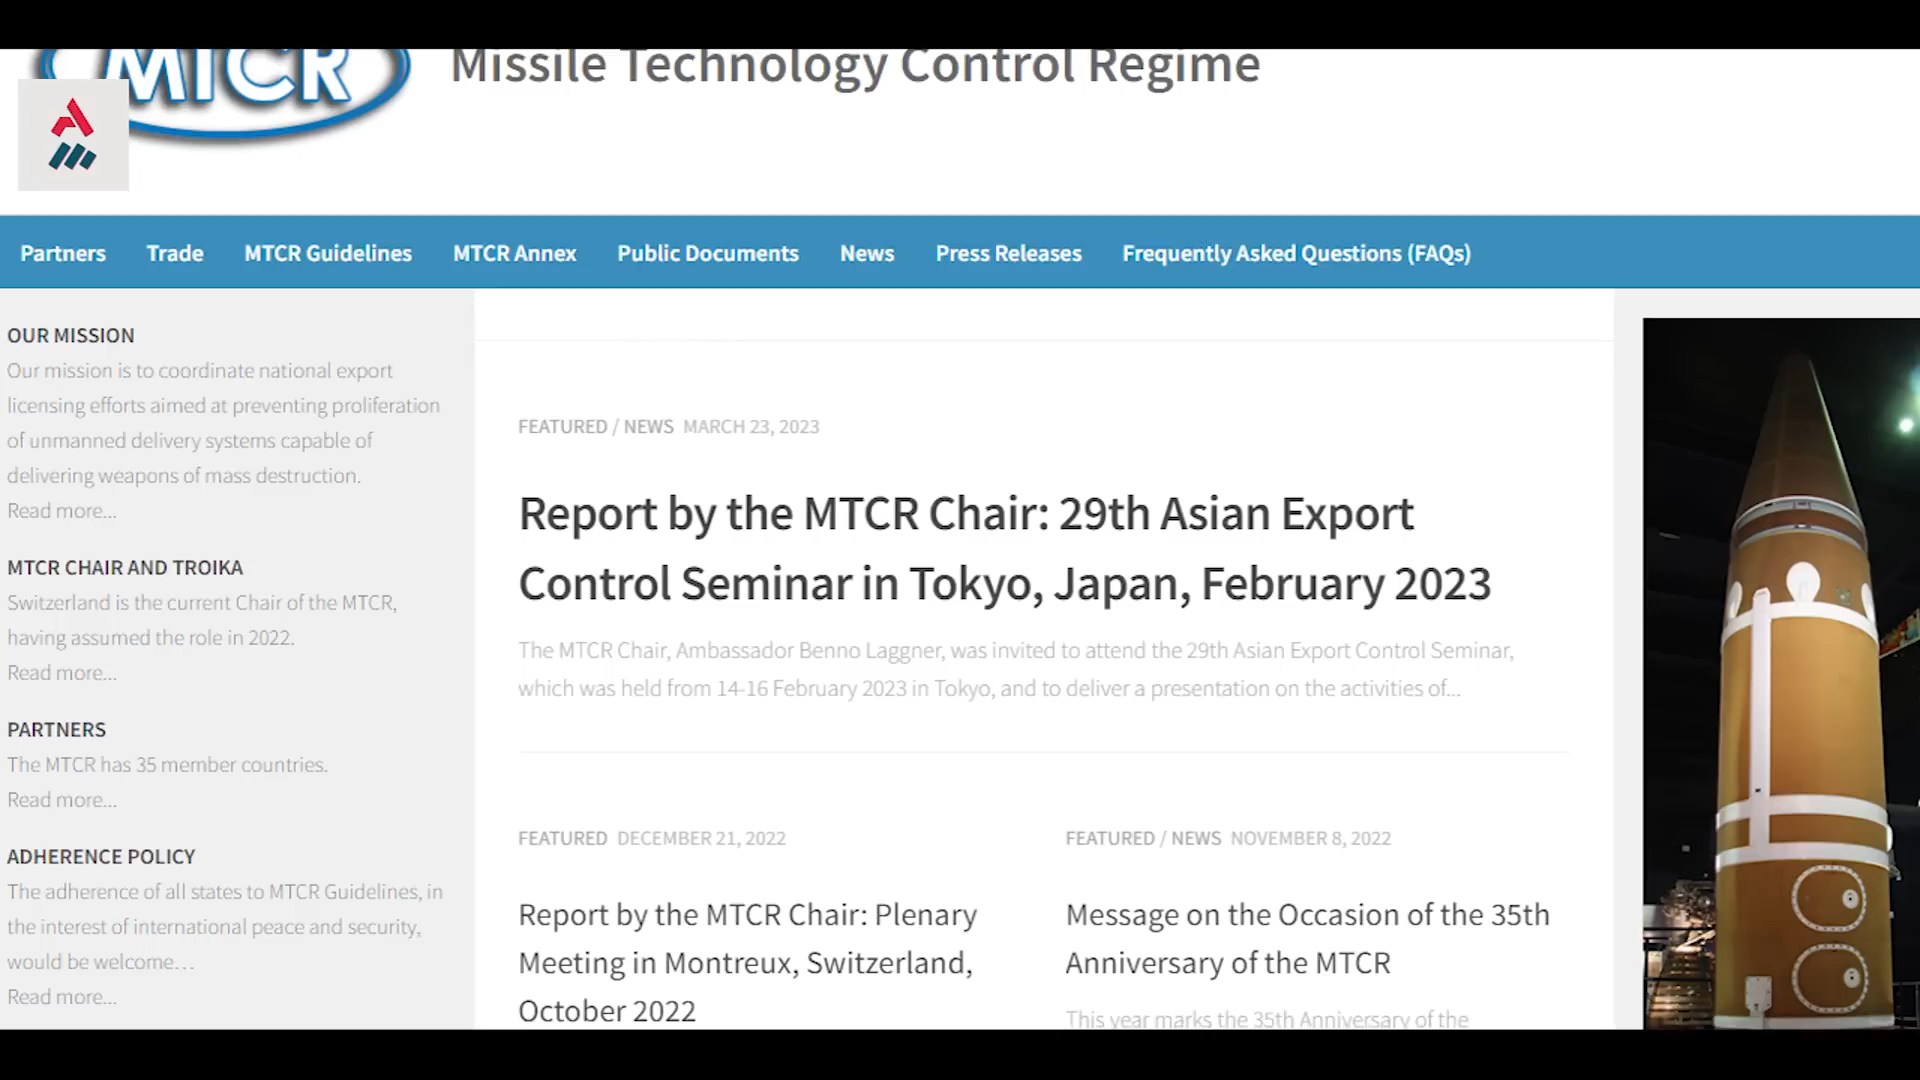 MTCR
Missile Technology Control Regime
Partners Trade MTCR Guidelines MTCR Annex Public Documents News Press Releases Frequently Asked Questions (FAQs)
OUR MISSION
Our mission is to coordinate national export
licensing efforts aimed at preventing proliferation
of unmanned delivery systems capable of
delivering weapons of mass destruction.
Read more...
MTCR CHAIR AND TROIKA
Switzerland is the current Chair of the MTCR,
having assumed the role in 2022.
Read more...
PARTNERS
The MTCR has 35 member countries.
Read more...
ADHERENCE POLICY
The adherence of all states to MTCR Guidelines, in
the interest of international peace and security,
would be welcome…
Read more...
FEATURED / NEWS MARCH 23, 2023
Report by the MTCR Chair: 29th Asian Export
Control Seminar in Tokyo, Japan, February 2023
The MTCR Chair, Ambassador Benno Laggner, was invited to attend the 29th Asian Export Control Seminar,
which was held from 14-16 February 2023 in Tokyo, and to deliver a presentation on the activities of...
FEATURED DECEMBER 21, 2022
Report by the MTCR Chair: Plenary
Meeting in Montreux, Switzerland,
October 2022
FEATURED / NEWS NOVEMBER 8, 2022
Message on the Occasion of the 35th
Anniversary of the MTCR
This year marks the 35th Anniversary of the